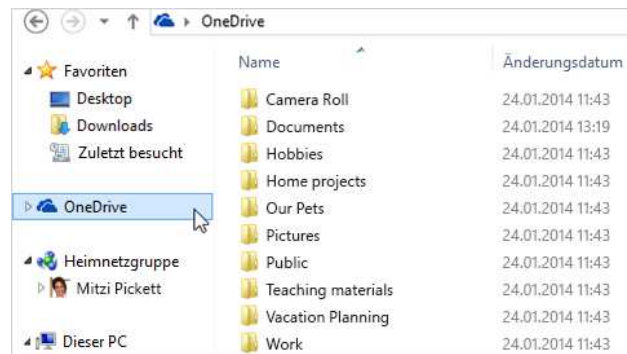 OneDrive
Favoriten
Desktop
Downloads
Zuletzt besucht
OneDrive
Heimnetzgruppe
Mitzi Pickett
Dieser PC
Name Änderungsdatum
Camera Roll 24.01.2014 11:43
Documents 24.01.2014 13:19
Hobbies 24.01.2014 11:43
Home projects 24.01.2014 11:43
Our Pets 24.01.2014 11:43
Pictures 24.01.2014 11:43
Public 24.01.2014 11:43
Teaching materials 24.01.2014 11:43
Vacation Planning 24.01.2014 11:43
Work 24.01.2014 11:43